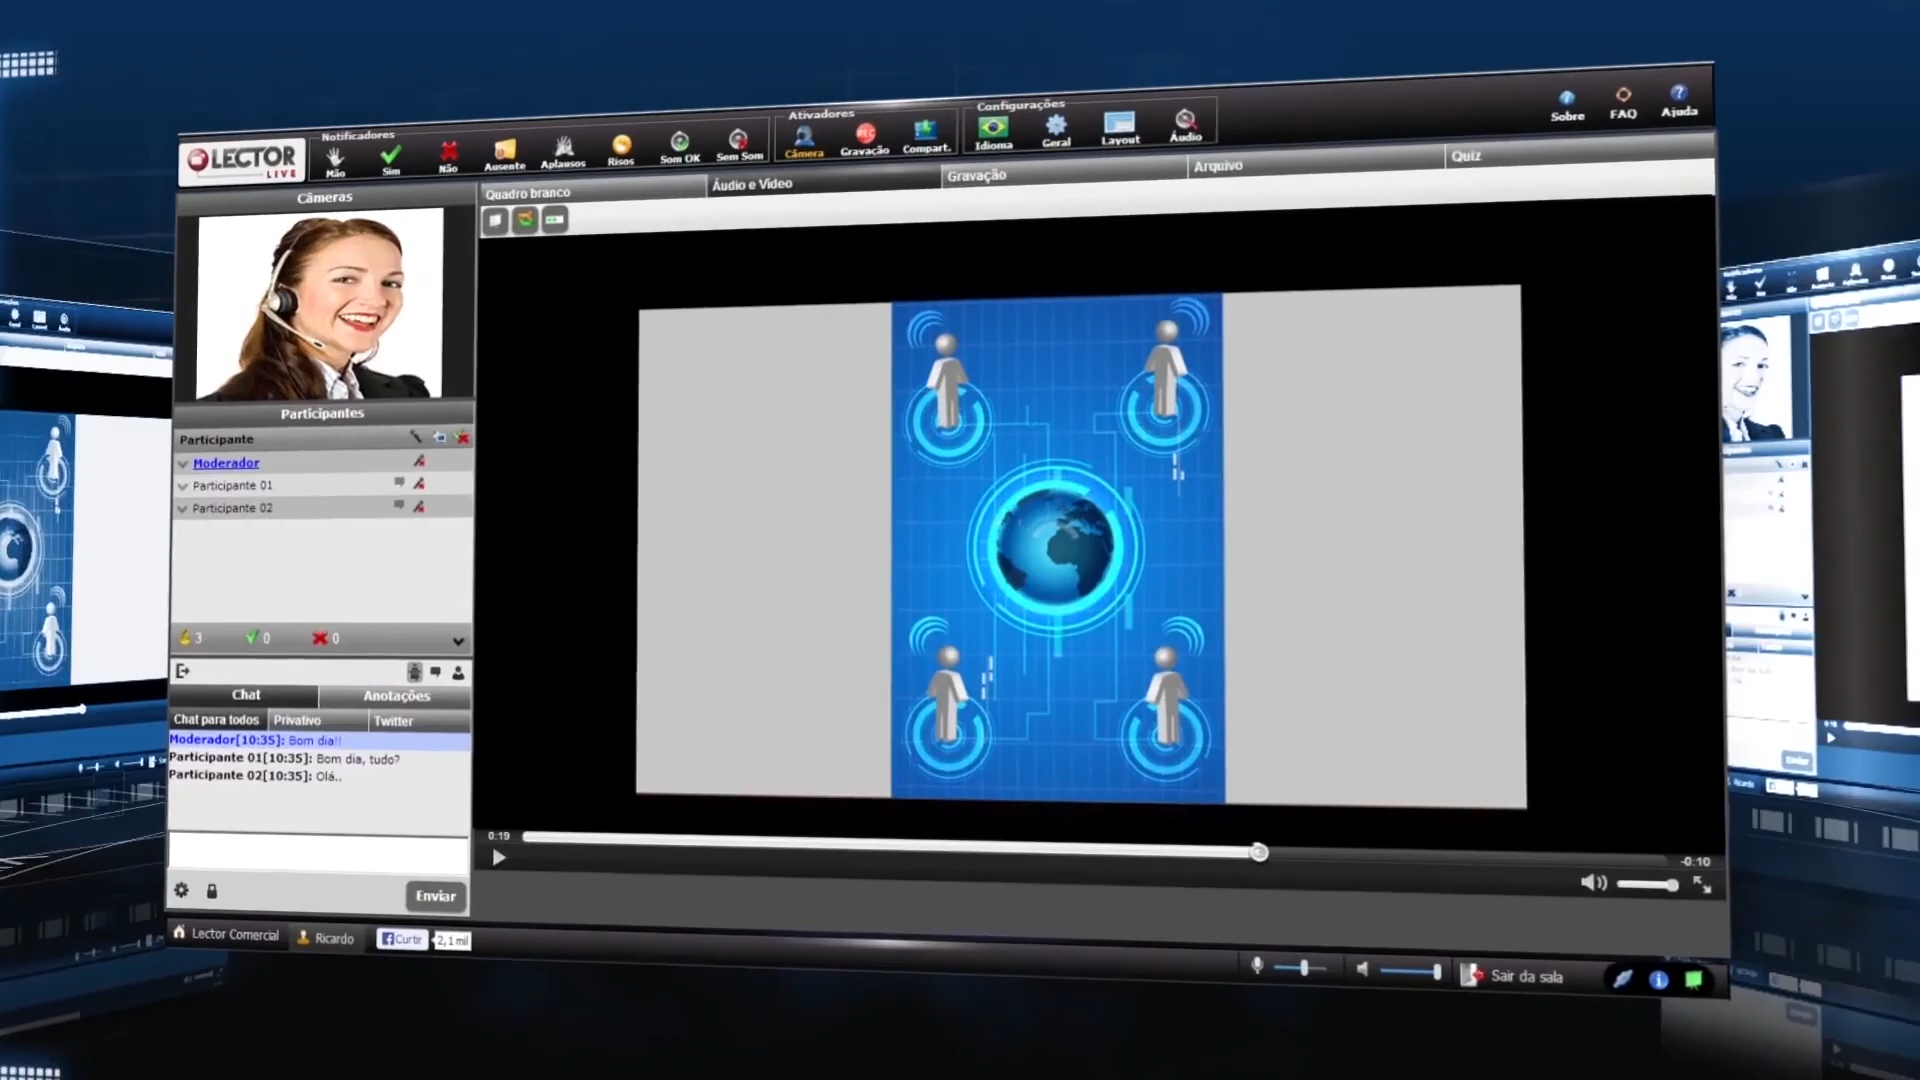 LECTOR
LIVE
Notificadores
Mão
Sim
Não
Ausente
Aplausos
Risos
Som OK
Sem Som
Ativadores
Câmera
REC
Gravação
Compart.
Configurações
Idioma
Geral
Layout
Áudio
Sobre
FAQ
Ajuda
Câmeras
Quadro branco
Áudio e Vídeo
Gravação
Arquivo
Quiz
Participantes
Participante
Moderador
Participante 01
Participante 02
3
0
0
Chat
Anotações
Chat para todos
Privativo
Twitter
Moderador[10:35]: Bom dia!!
Participante 01[10:35]: Bom dia, tudo?
Participante 02[10:35]: Olá..
Enviar
0:19
-0:10
Lector Comercial
Ricardo
Curtir
2,1 mil
Sair da sala